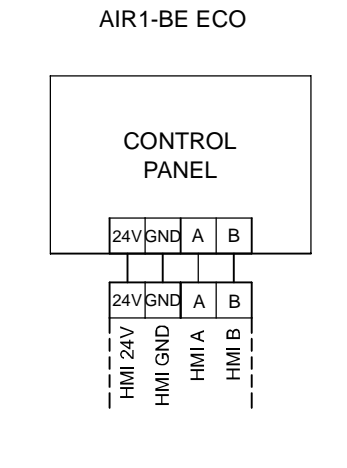 AIR1-BE ECO
CONTROL
PANEL
24V GND A B
24V GND A B
HMI 24V
HMI GND
HMI A
HMI B